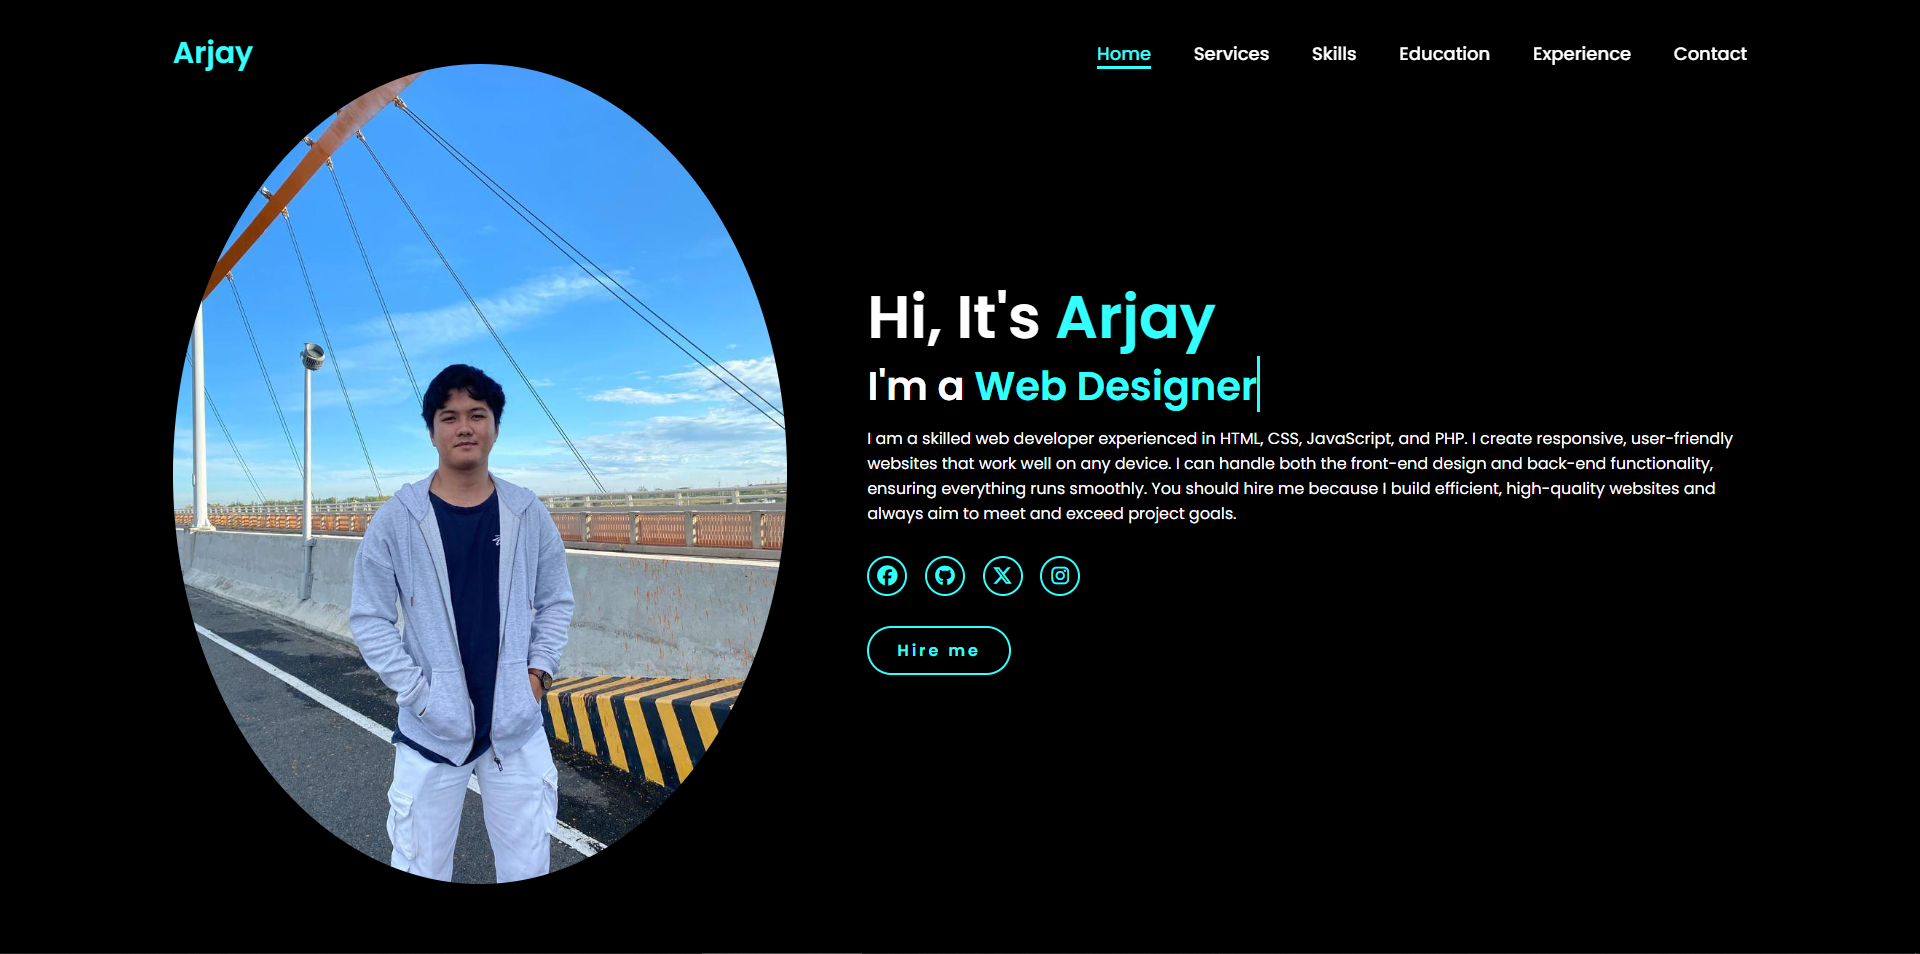 Arjay
Home Services Skills Education Experience Contact
Hi, It's Arjay
I'm a Web Designer
I am a skilled web developer experienced in HTML, CSS, JavaScript, and PHP. I create responsive, user-friendly
websites that work well on any device. I can handle both the front-end design and back-end functionality,
ensuring everything runs smoothly. You should hire me because I build efficient, high-quality websites and
always aim to meet and exceed project goals.
Hire me